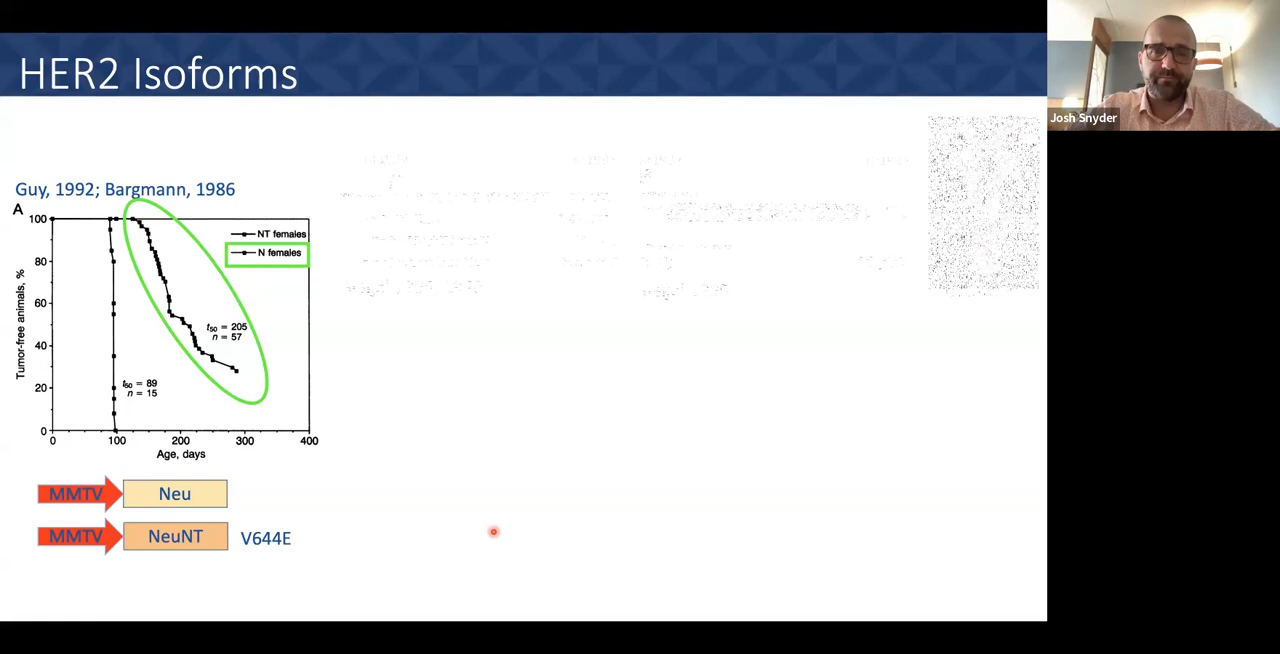 HER2 Isoforms
Josh Snyder
Guy, 1992; Bargmann, 1986
A
Tumor-free animals, %
100
80
60
40
20
0
NT females
N females
t50 = 205
n = 57
t50 = 89
n = 15
0 100 200 300 400
Age, days
MMTV Neu
MMTV NeuNT V644E